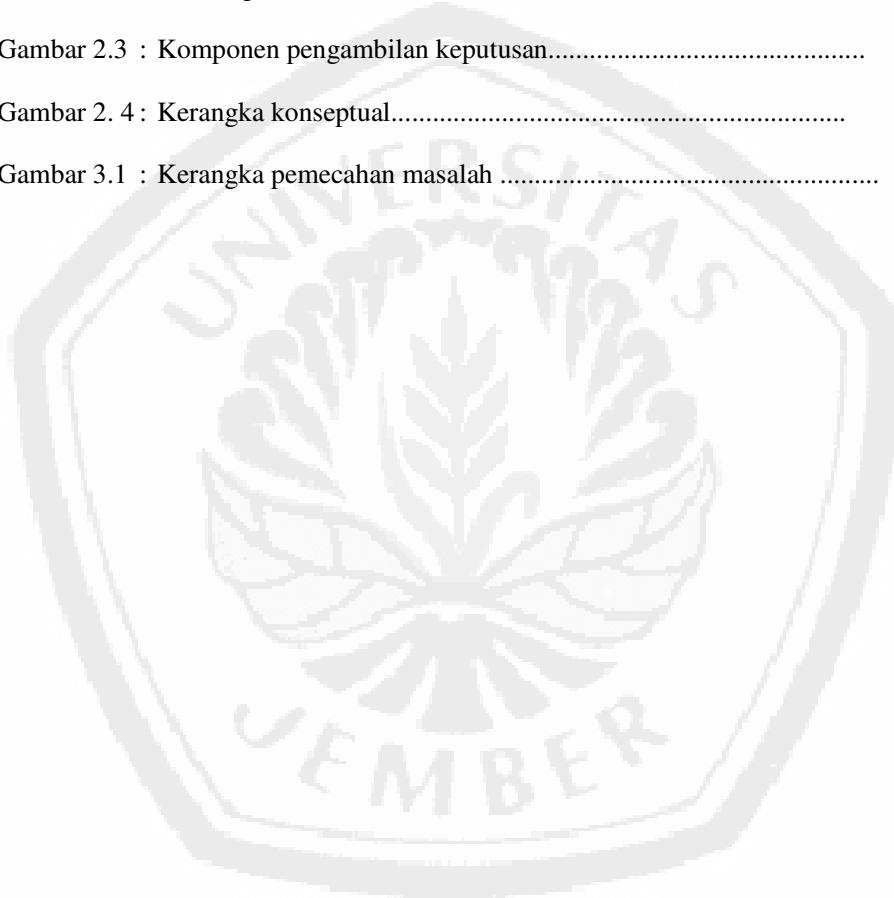 Gambar 2.3 : Komponen pengambilan keputusan..............................................
Gambar 2. 4 : Kerangka konseptual..................................................................
Gambar 3.1 : Kerangka pemecahan masalah .......................................................
UNIVERSITAS
JEMBER